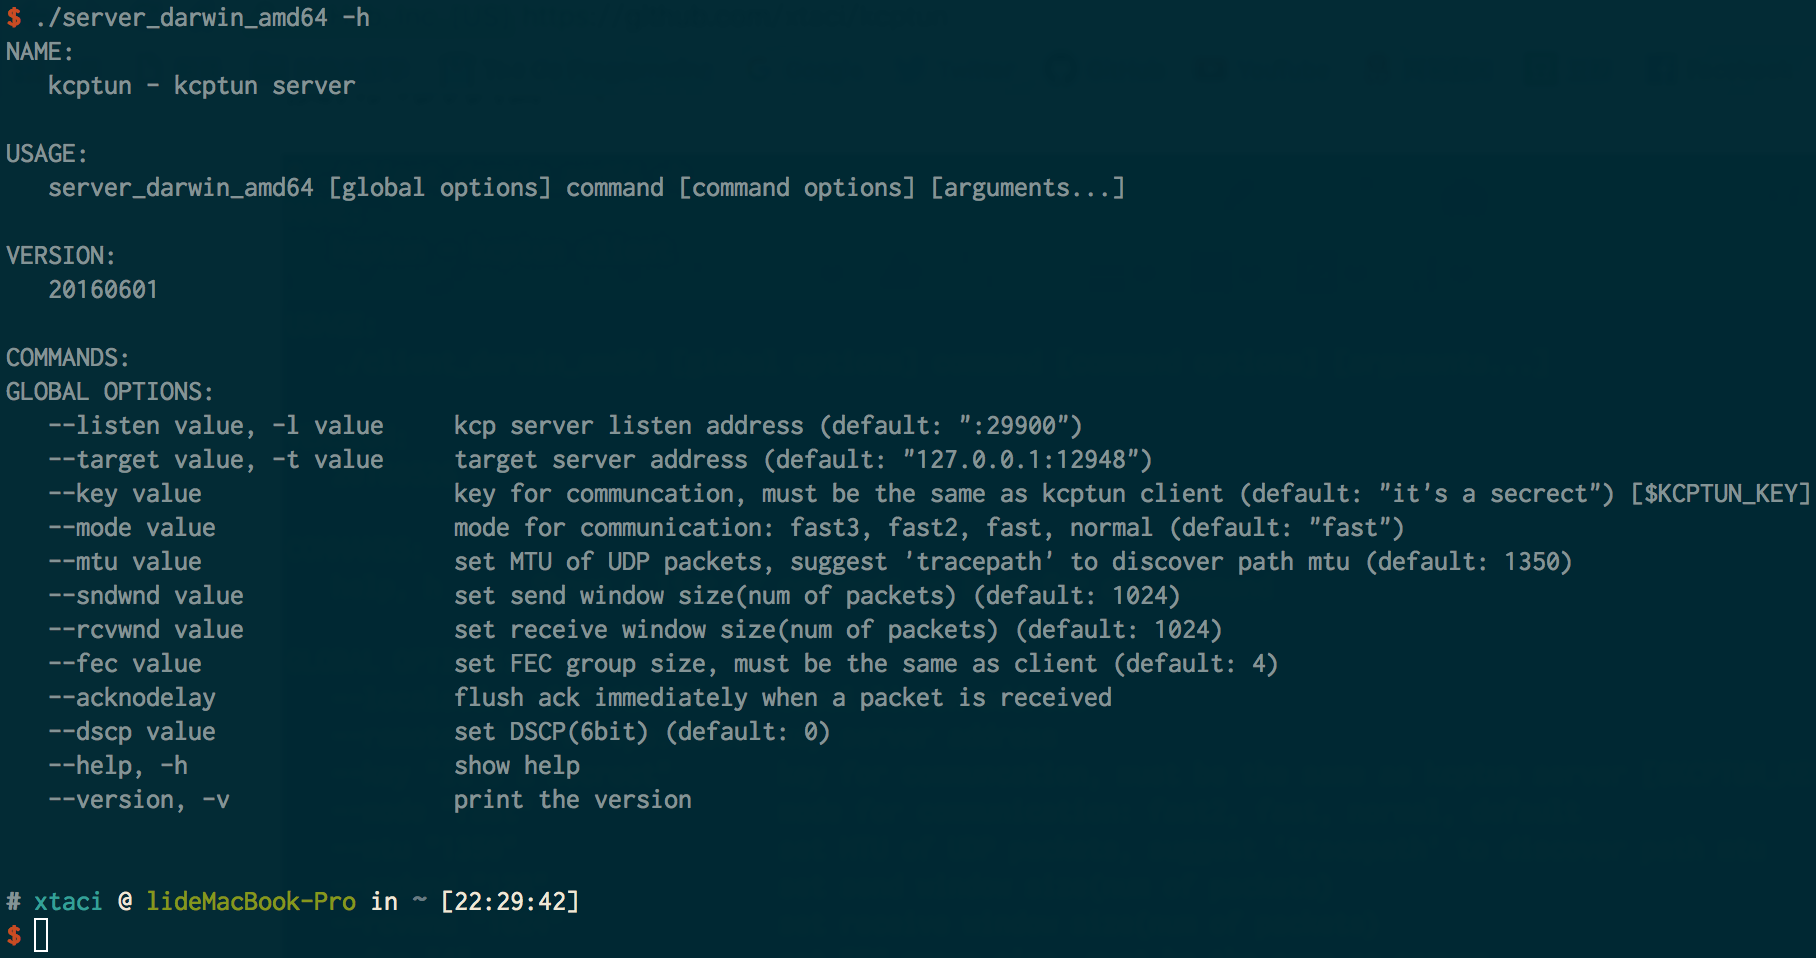 $ ./server_darwin_amd64 -h
NAME:
kcptun - kcptun server
USAGE:
server_darwin_amd64 [global options] command [command options] [arguments...]
VERSION:
20160601
COMMANDS:
GLOBAL OPTIONS:
--listen value, -l value kcp server listen address (default: ":29900")
--target value, -t value target server address (default: "127.0.0.1:12948")
--key value key for communcation, must be the same as kcptun client (default: "it's a secrect") [$KCPTUN_KEY]
--mode value mode for communication: fast3, fast2, fast, normal (default: "fast")
--mtu value set MTU of UDP packets, suggest 'tracepath' to discover path mtu (default: 1350)
--sndwnd value set send window size(num of packets) (default: 1024)
--rcvwnd value set receive window size(num of packets) (default: 1024)
--fec value set FEC group size, must be the same as client (default: 4)
--acknodelay flush ack immediately when a packet is received
--dscp value set DSCP(6bit) (default: 0)
--help, -h show help
--version, -v print the version
# xtaci @ lideMacBook-Pro in ~ [22:29:42]
$